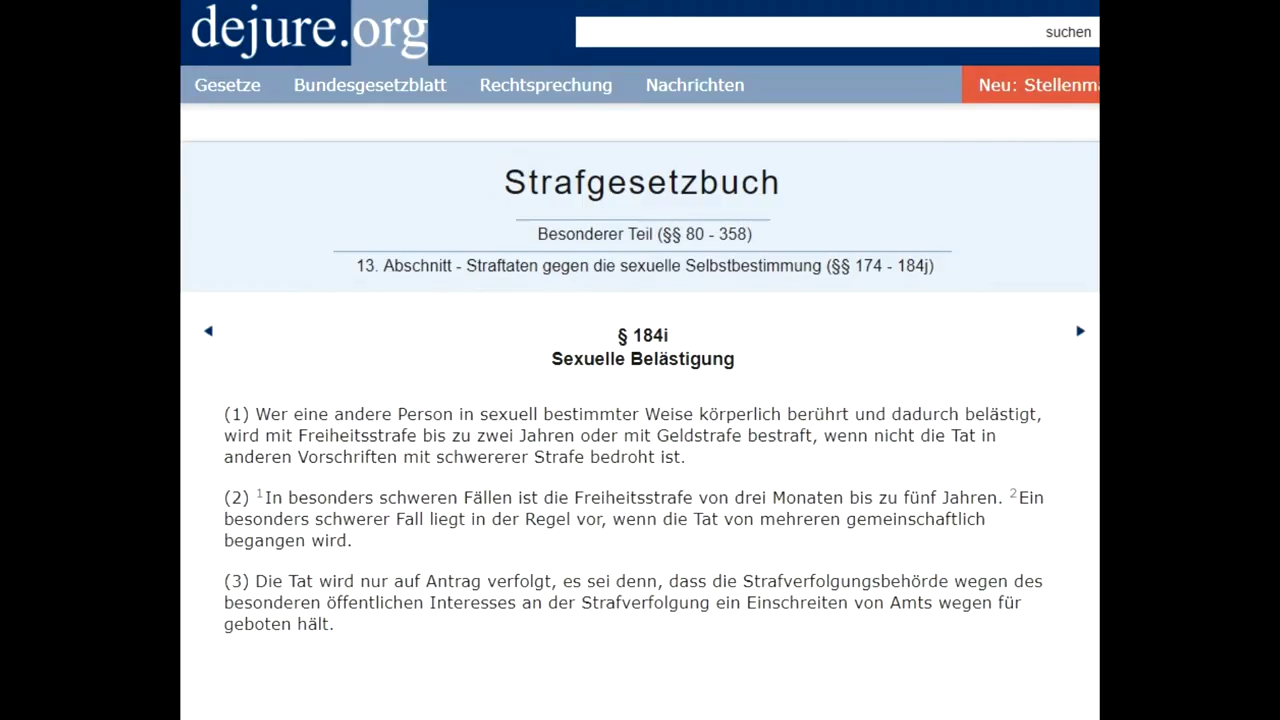 dejure.org
suchen
Gesetze Bundesgesetzblatt Rechtsprechung Nachrichten Neu: Stellenm
Strafgesetzbuch
Besonderer Teil (§§ 80 - 358)
13. Abschnitt - Straftaten gegen die sexuelle Selbstbestimmung (§§ 174 - 184j)
§ 184i
Sexuelle Belästigung
(1) Wer eine andere Person in sexuell bestimmter Weise körperlich berührt und dadurch belästigt,
wird mit Freiheitsstrafe bis zu zwei Jahren oder mit Geldstrafe bestraft, wenn nicht die Tat in
anderen Vorschriften mit schwererer Strafe bedroht ist.
(2) ¹In besonders schweren Fällen ist die Freiheitsstrafe von drei Monaten bis zu fünf Jahren. ²Ein
besonders schwerer Fall liegt in der Regel vor, wenn die Tat von mehreren gemeinschaftlich
begangen wird.
(3) Die Tat wird nur auf Antrag verfolgt, es sei denn, dass die Strafverfolgungsbehörde wegen des
besonderen öffentlichen Interesses an der Strafverfolgung ein Einschreiten von Amts wegen für
geboten hält.